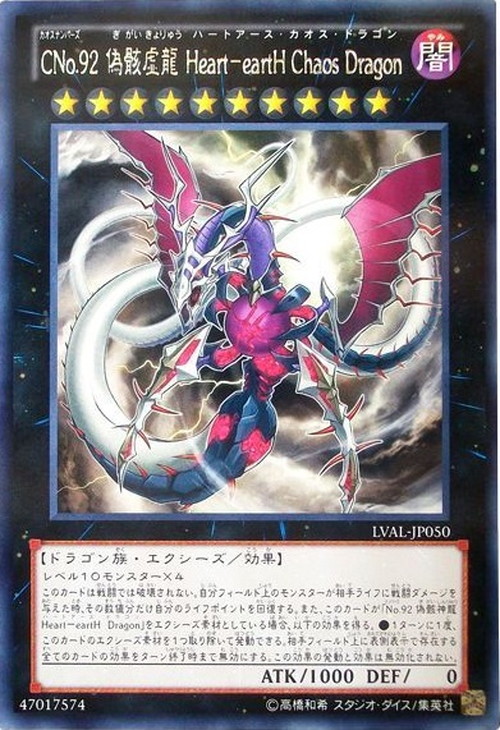 カオスナンバーズ ぎがいきょりゅう ハートアース・カオス・ドラゴン
CNo.92 偽骸虚龍 Heart-eartH Chaos Dragon
やみ
闇
LVAL-JP050
【ドラゴン族・エクシーズ/効果】
レベル10モンスター×4
このカードは戦闘では破壊されない。自分フィールド上のモンスターが相手ライフに戦闘ダメージを
与えた時、その数値分だけ自分のライフポイントを回復する。また、このカードが「No.92 偽骸神龍
Heart-eartH Dragon」をエクシーズ素材としている場合、以下の効果を得る。●1ターンに1度、
このカードのエクシーズ素材を1つ取り除いて発動できる。相手フィールド上に表側表示で存在する
全てのカードの効果をターン終了時まで無効にする。この効果の発動と効果は無効化されない。
ATK/1000 DEF/ 0
47017574
©高橋和希 スタジオ・ダイス/集英社